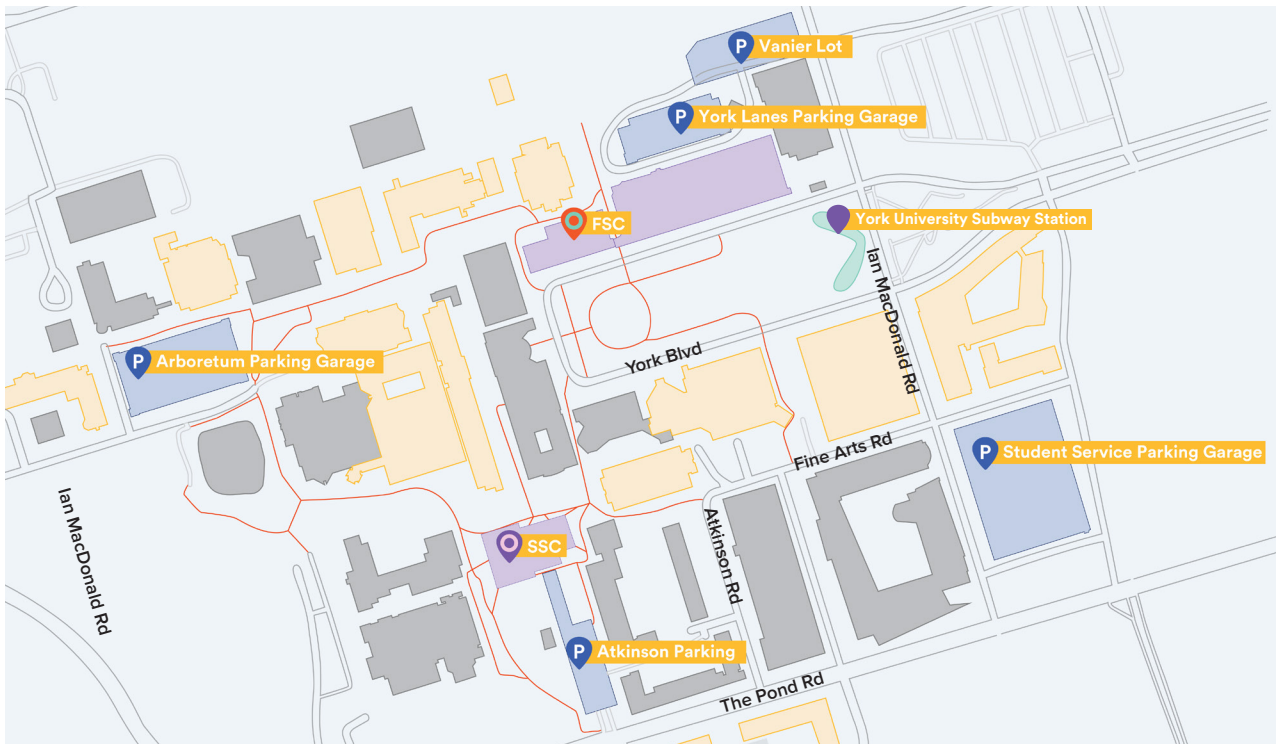 P Vanier Lot
P York Lanes Parking Garage
FSC
York University Subway Station
Ian MacDonald Rd
York Blvd
P Arboretum Parking Garage
Fine Arts Rd
P Student Service Parking Garage
Ian MacDonald Rd
Atkinson Rd
SSC
P Atkinson Parking
The Pond Rd